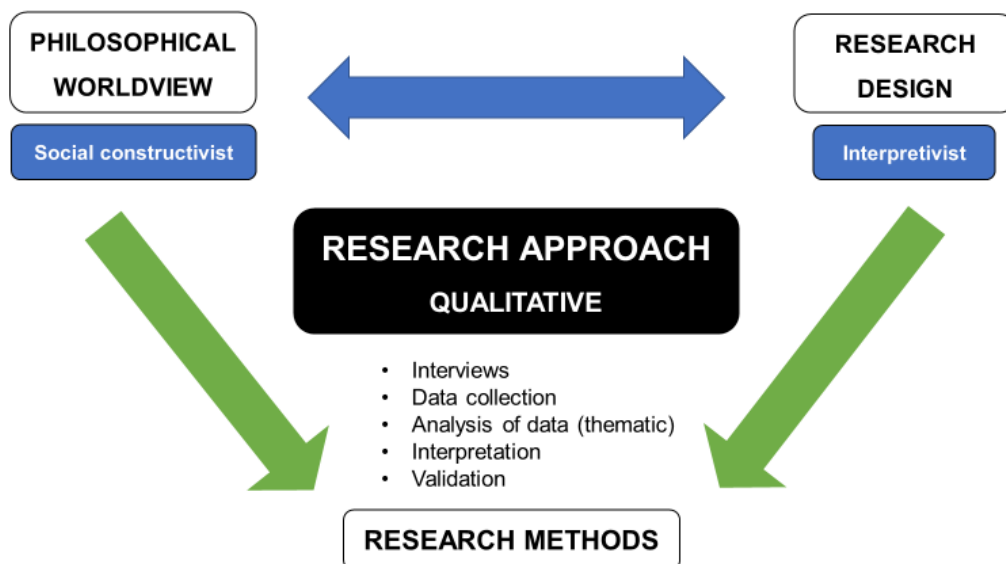 PHILOSOPHICAL
WORLDVIEW
Social constructivist
RESEARCH
DESIGN
Interpretivist
RESEARCH APPROACH
QUALITATIVE
• Interviews
• Data collection
• Analysis of data (thematic)
• Interpretation
• Validation
RESEARCH METHODS